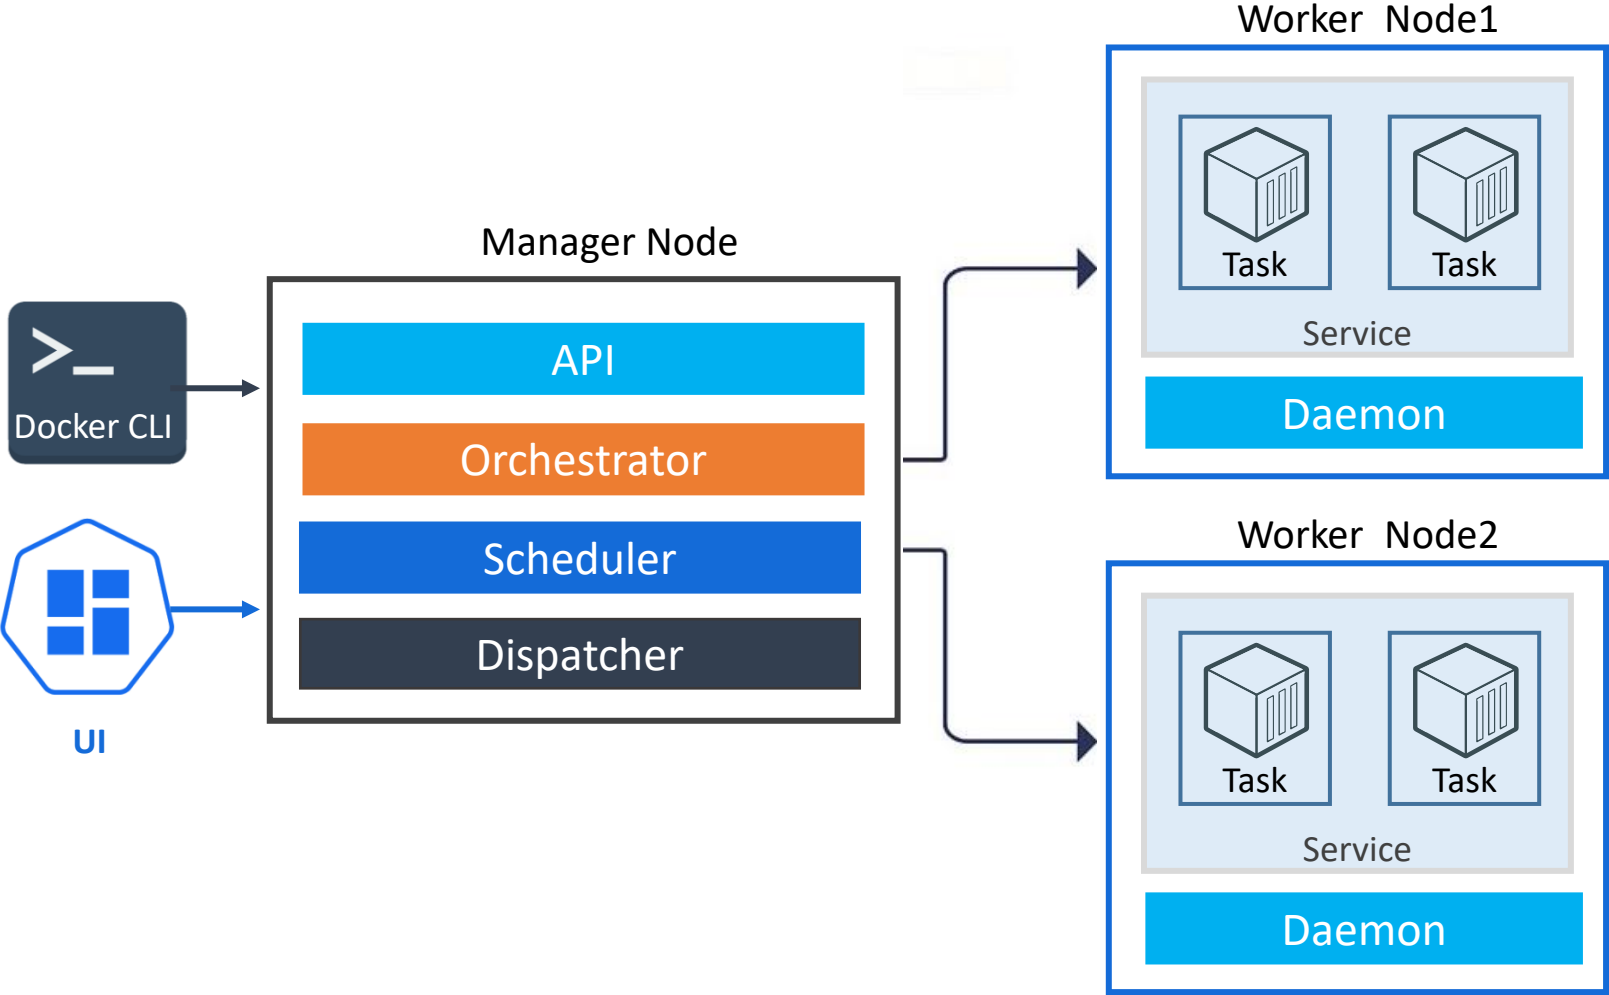 Worker Node1
Task Task
Service
Daemon
Manager Node
API
Orchestrator
Scheduler
Dispatcher
>_
Docker CLI
UI
Worker Node2
Task Task
Service
Daemon